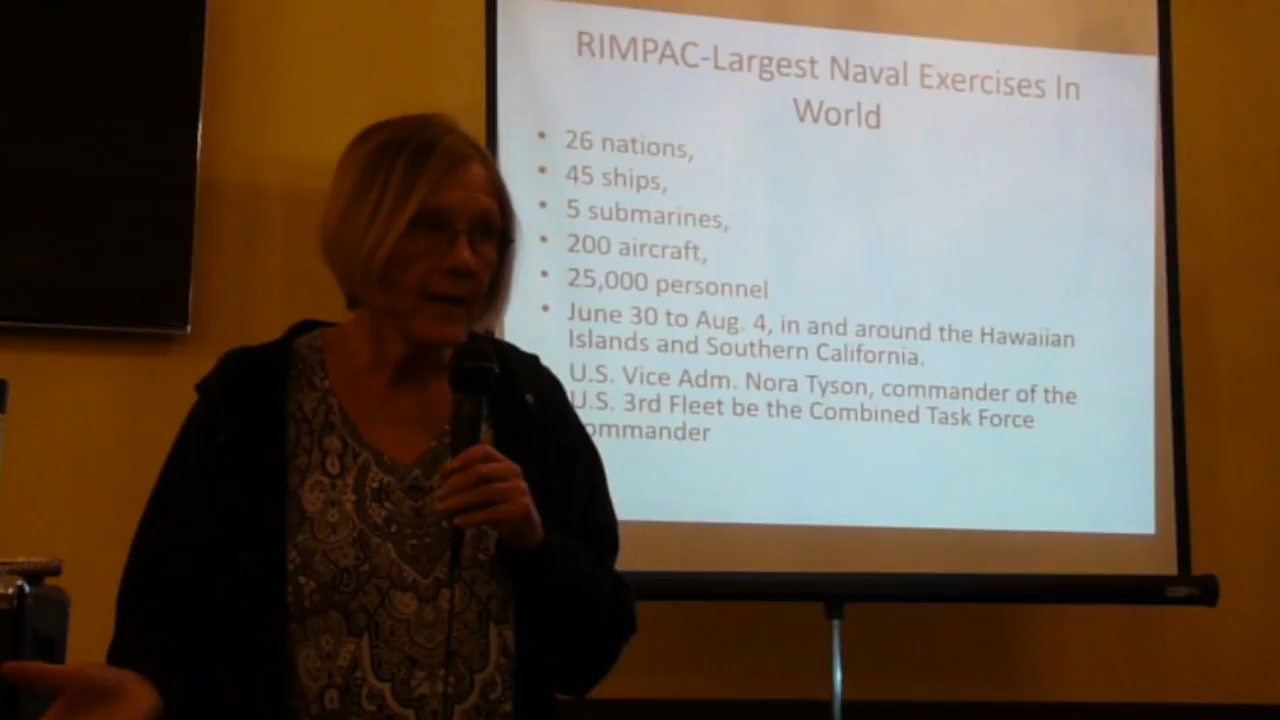 RIMPAC-Largest Naval Exercises In
World
• 26 nations,
• 45 ships,
• 5 submarines,
• 200 aircraft,
• 25,000 personnel
• June 30 to Aug. 4, in and around the Hawaiian
Islands and Southern California.
U.S. Vice Adm. Nora Tyson, commander of the
U.S. 3rd Fleet be the Combined Task Force
ommander